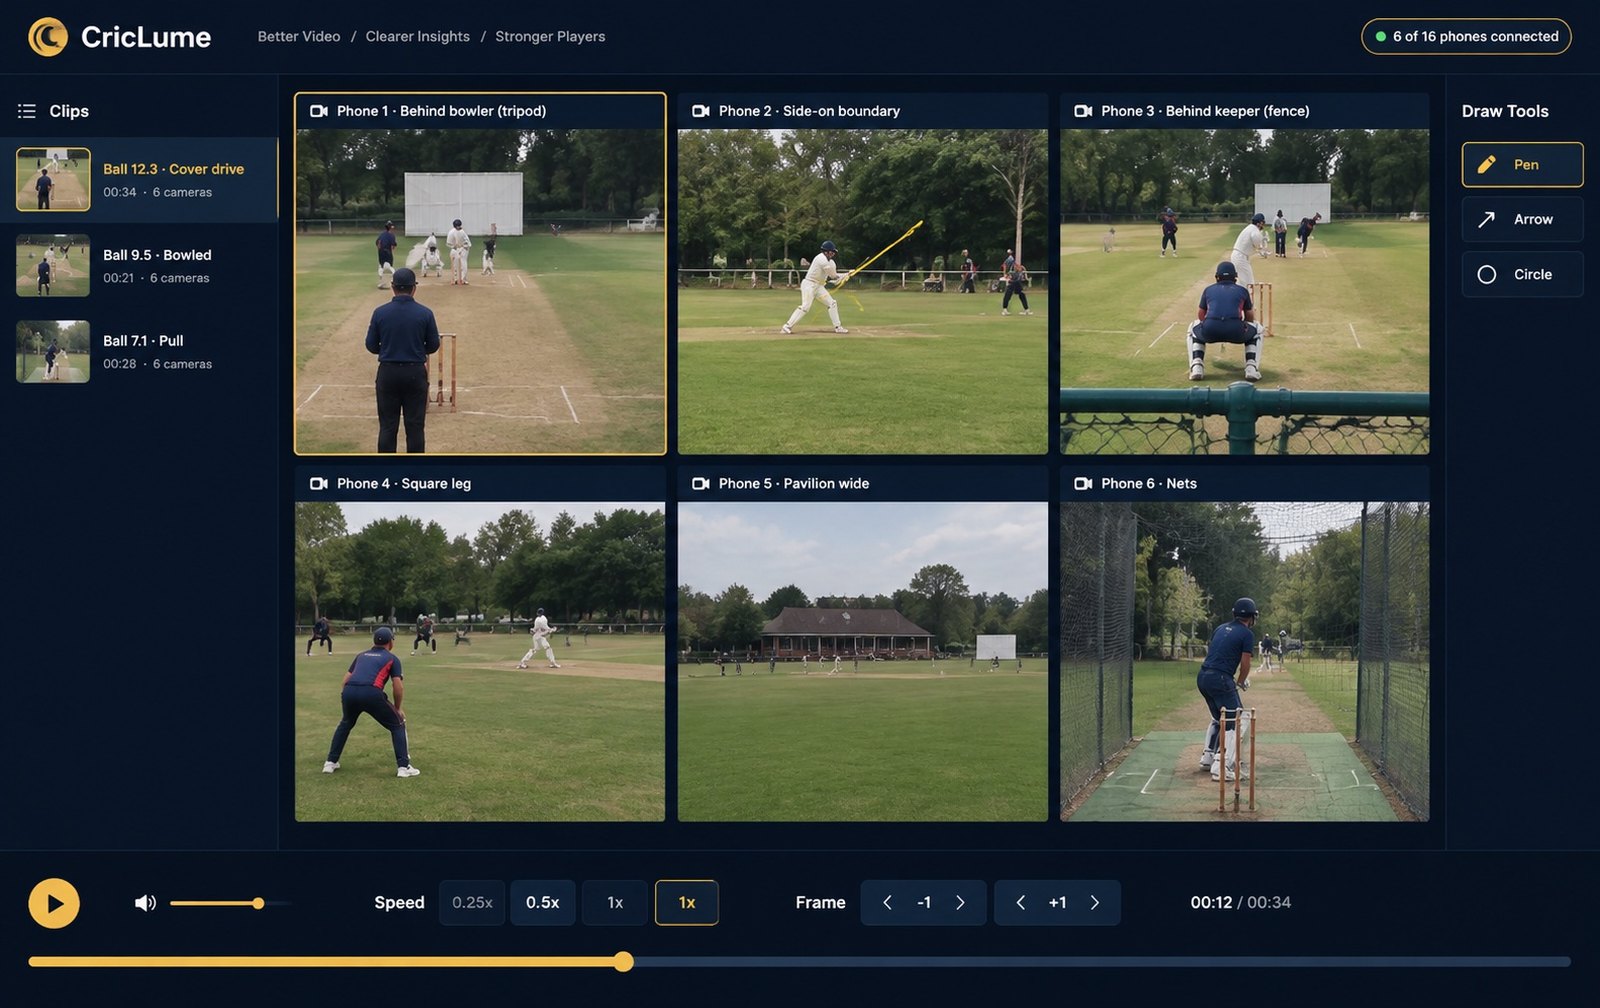 CricLume
Better Video / Clearer Insights / Stronger Players
6 of 16 phones connected
Clips
Ball 12.3 · Cover drive
00:34 · 6 cameras
Ball 9.5 · Bowled
00:21 · 6 cameras
Ball 7.1 · Pull
00:28 · 6 cameras
Phone 1 · Behind bowler (tripod)
Phone 2 · Side-on boundary
Phone 3 · Behind keeper (fence)
Phone 4 · Square leg
Phone 5 · Pavilion wide
Phone 6 · Nets
Draw Tools
Pen
Arrow
Circle
Speed 0.25x 0.5x 1x 1x
Frame -1 +1
00:12 / 00:34